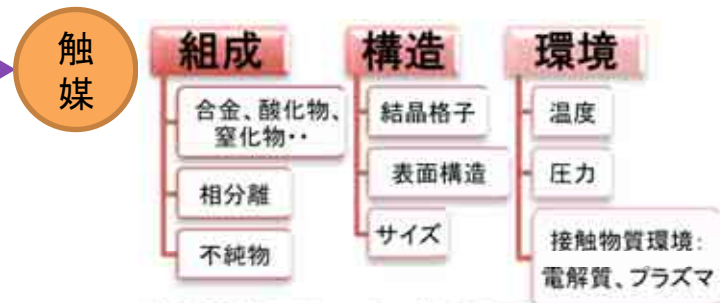 触
媒
組成
合金、酸化物、
窒化物・・
相分離
不純物
構造
結晶格子
表面構造
サイズ
環境
温度
圧力
接触物質環境:
電解質、プラズマ